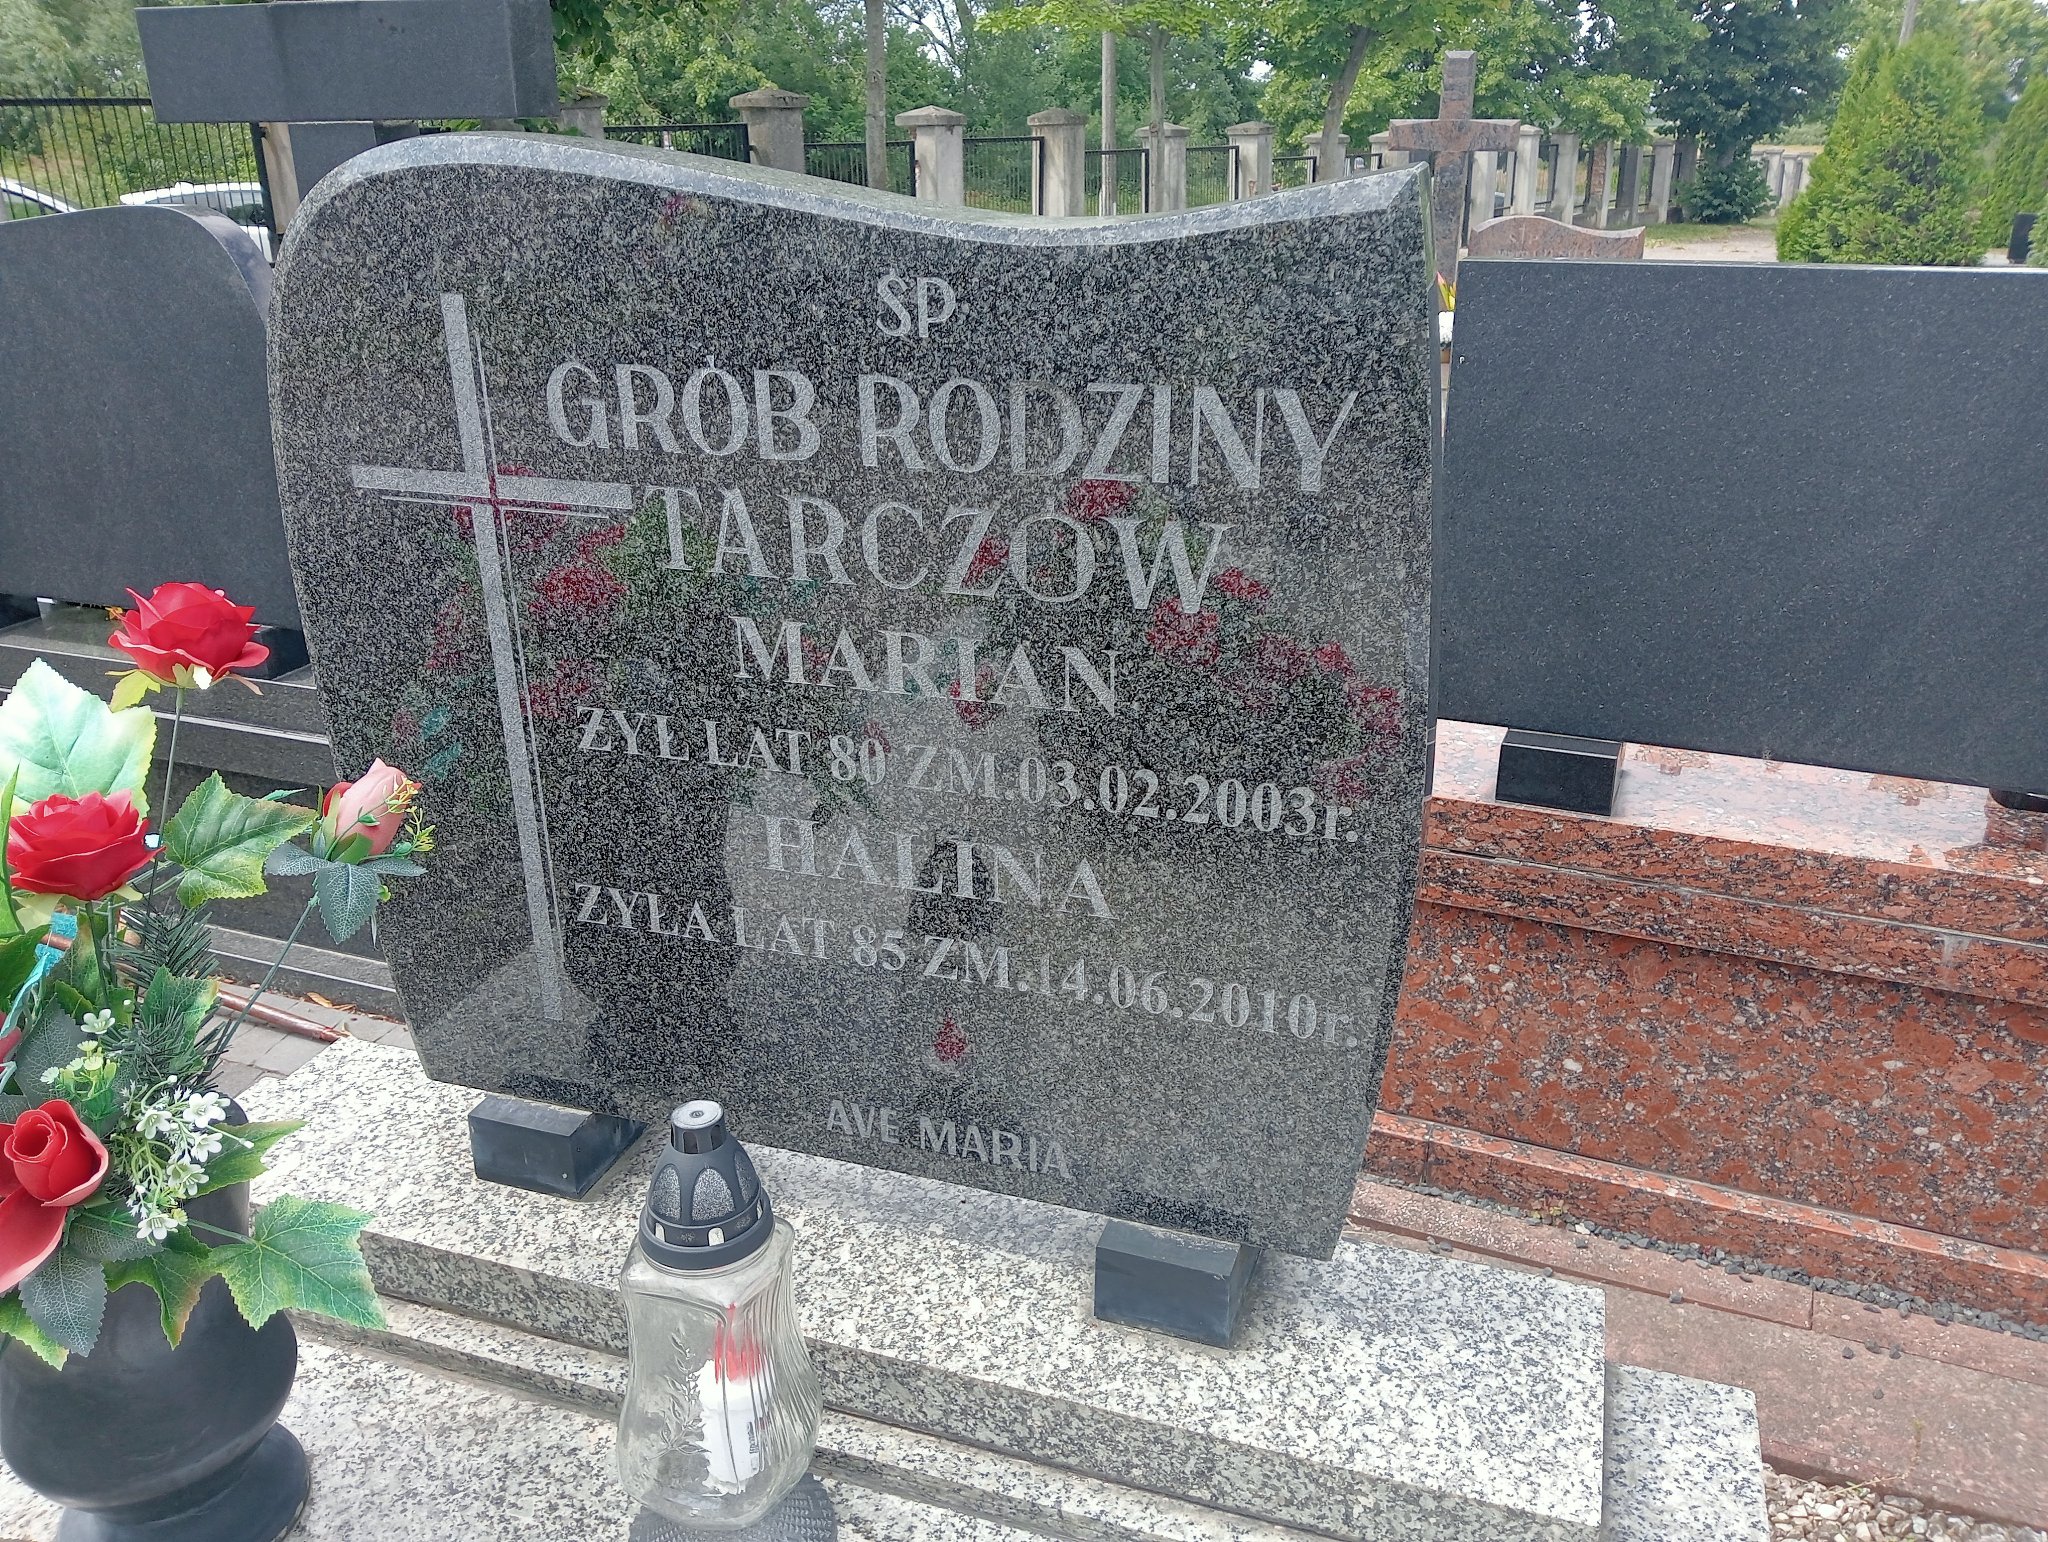 ŚP
GRÓB RODZINY
TARCZÓW
MARIAN
ŻYŁ LAT 80 ZM.03.02.2003r.
HALINA
ŻYŁA LAT 85 ZM.14.06.2010r.
AVE MARIA